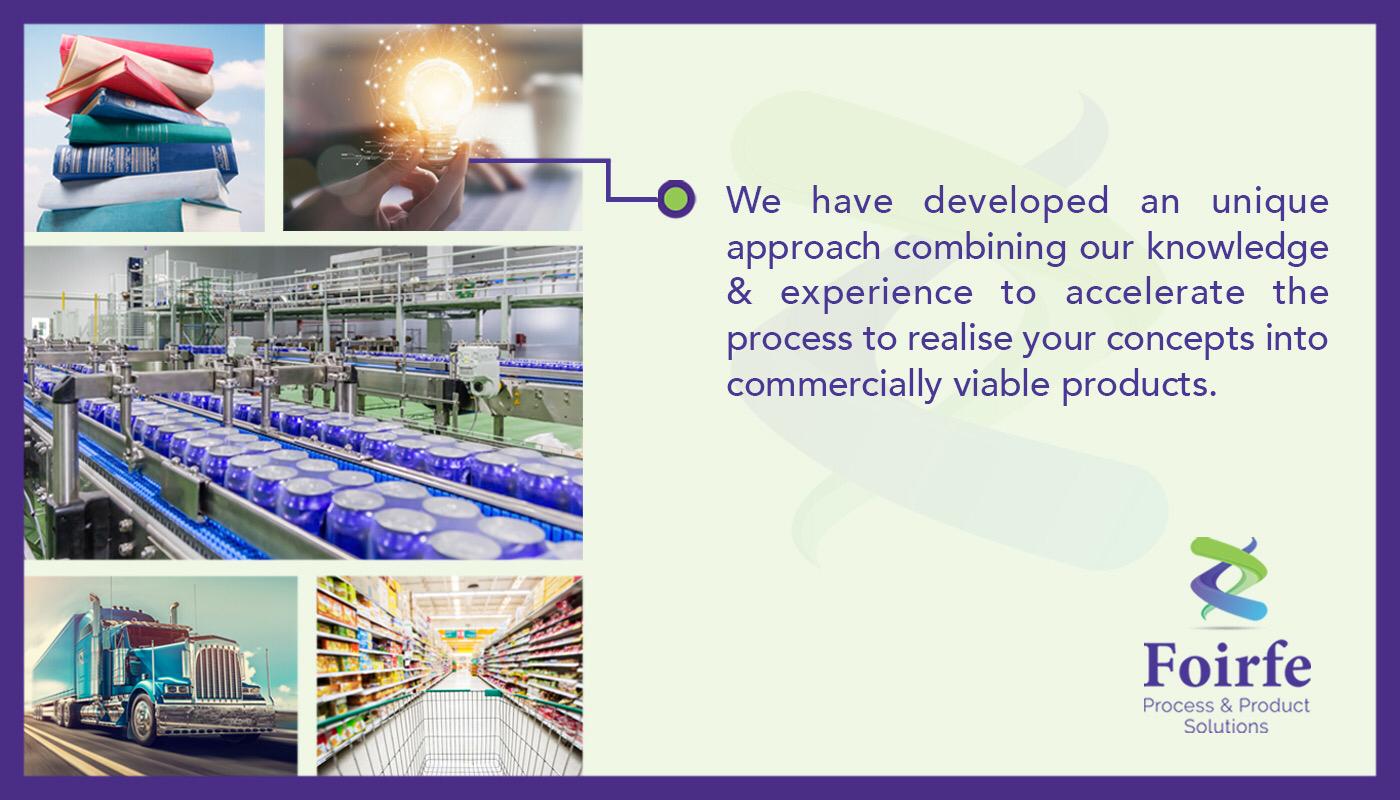 We have developed an unique
approach combining our knowledge
& experience to accelerate the
process to realise your concepts into
commercially viable products.
Foirfe
Process & Product
Solutions